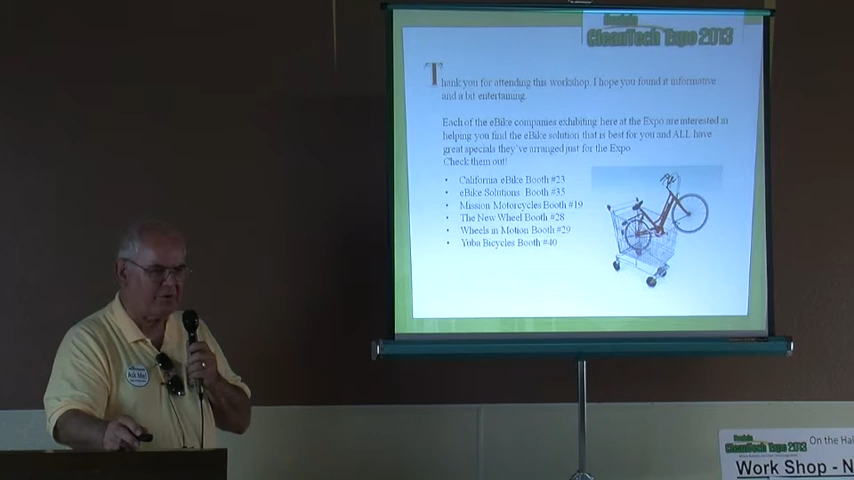 CleanTech Expo 2013
Thank you for attending this workshop. I hope you found it informative
and a bit entertaining.
Each of the eBike companies exhibiting here at the Expo are interested in
helping you find the eBike solution that is best for you and ALL have
great specials they've arranged just for the Expo
Check them out!
• California eBike Booth #23
• eBike Solutions Booth #35
• Mission Motorcycles Booth #19
• The New Wheel Booth #28
• Wheels in Motion Booth #29
• Yuba Bicycles Booth #40
Ask Me!
CleanTech Expo 2013
On the
Work Shop - N